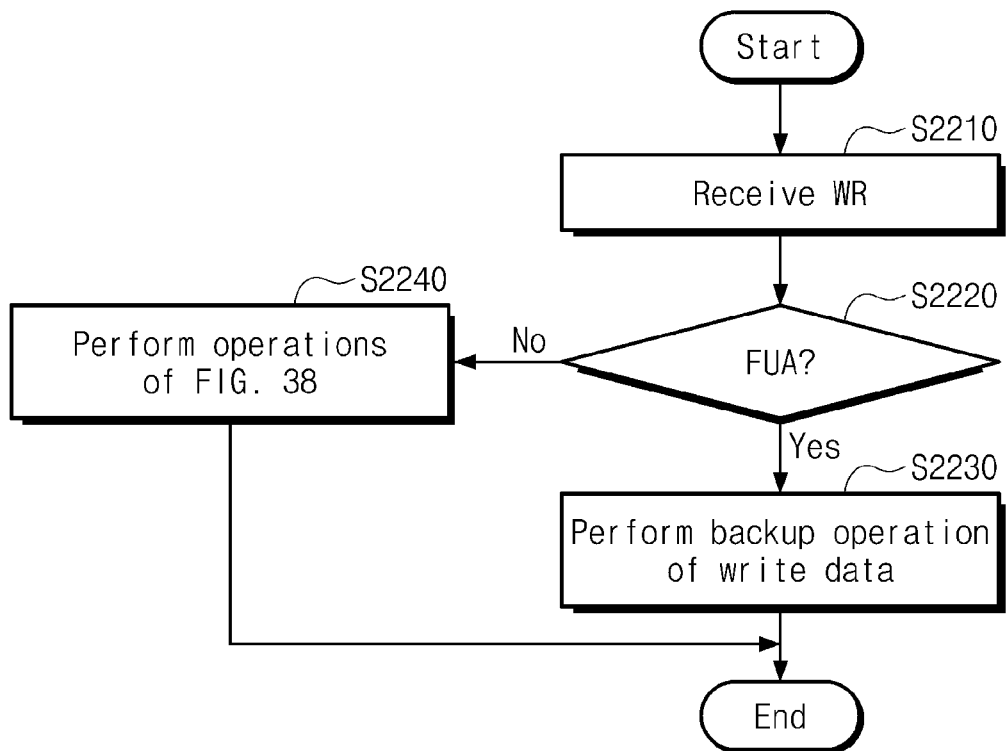 Start
S2210
Receive WR
S2220
FUA?
No
S2240
Perform operations
of FIG. 38
Yes
S2230
Perform backup operation
of write data
End